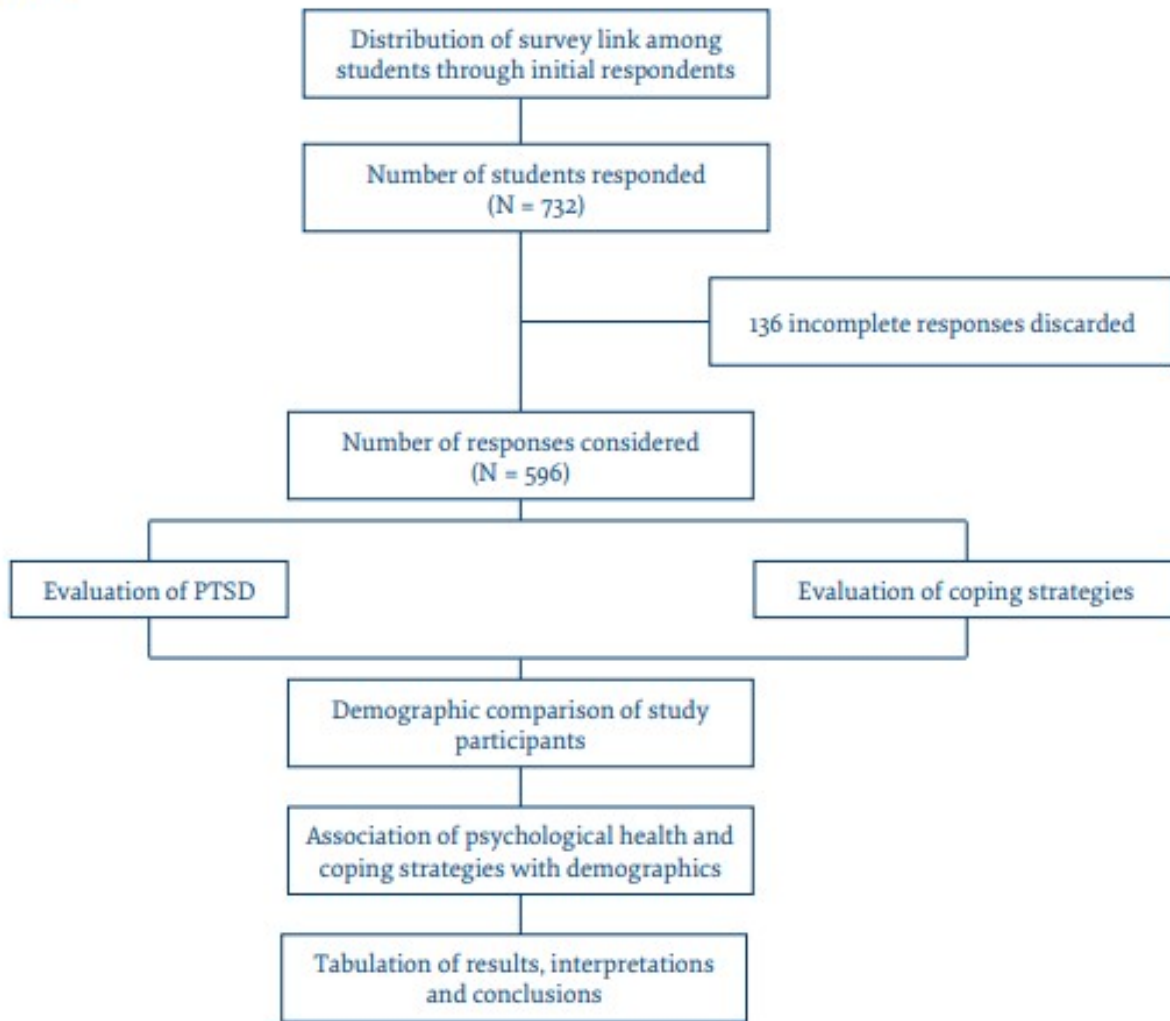 Distribution of survey link among
students through initial respondents
Number of students responded
(N = 732)
136 incomplete responses discarded
Number of responses considered
(N = 596)
Evaluation of PTSD
Evaluation of coping strategies
Demographic comparison of study
participants
Association of psychological health and
coping strategies with demographics
Tabulation of results, interpretations
and conclusions